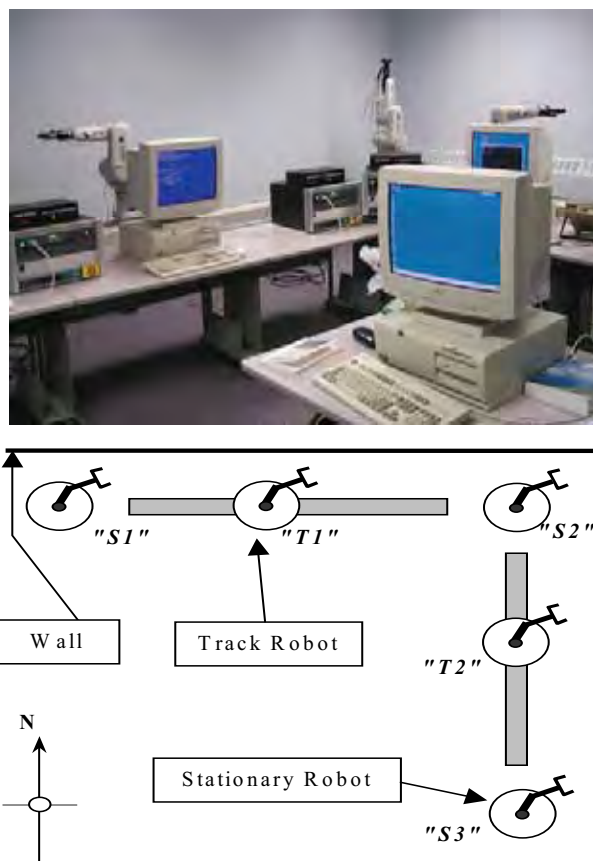 "S1"
"T1"
"S2"
Wall
Track Robot
"T2"
N
Stationary Robot
"S3"